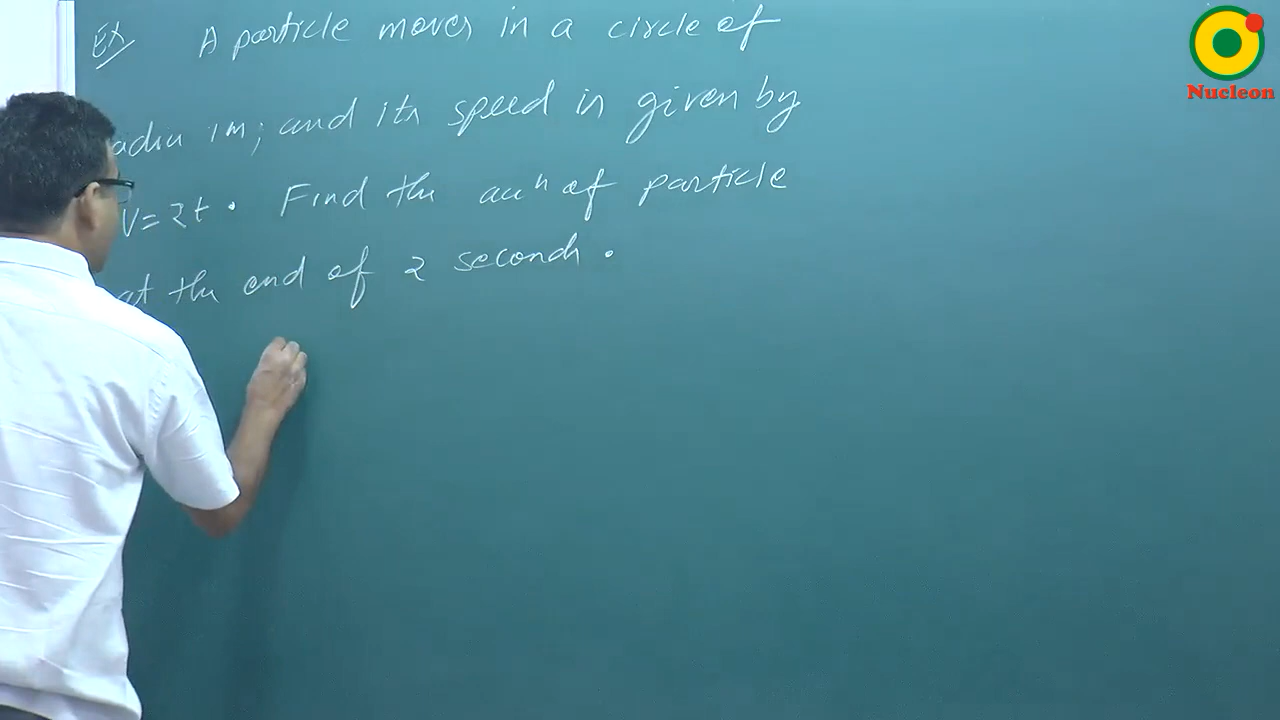 Ex A particle moves in a circle of
radius 1m; and its speed is given by
V=2t. Find the accⁿ of particle
at the end of 2 seconds.
Nucleon